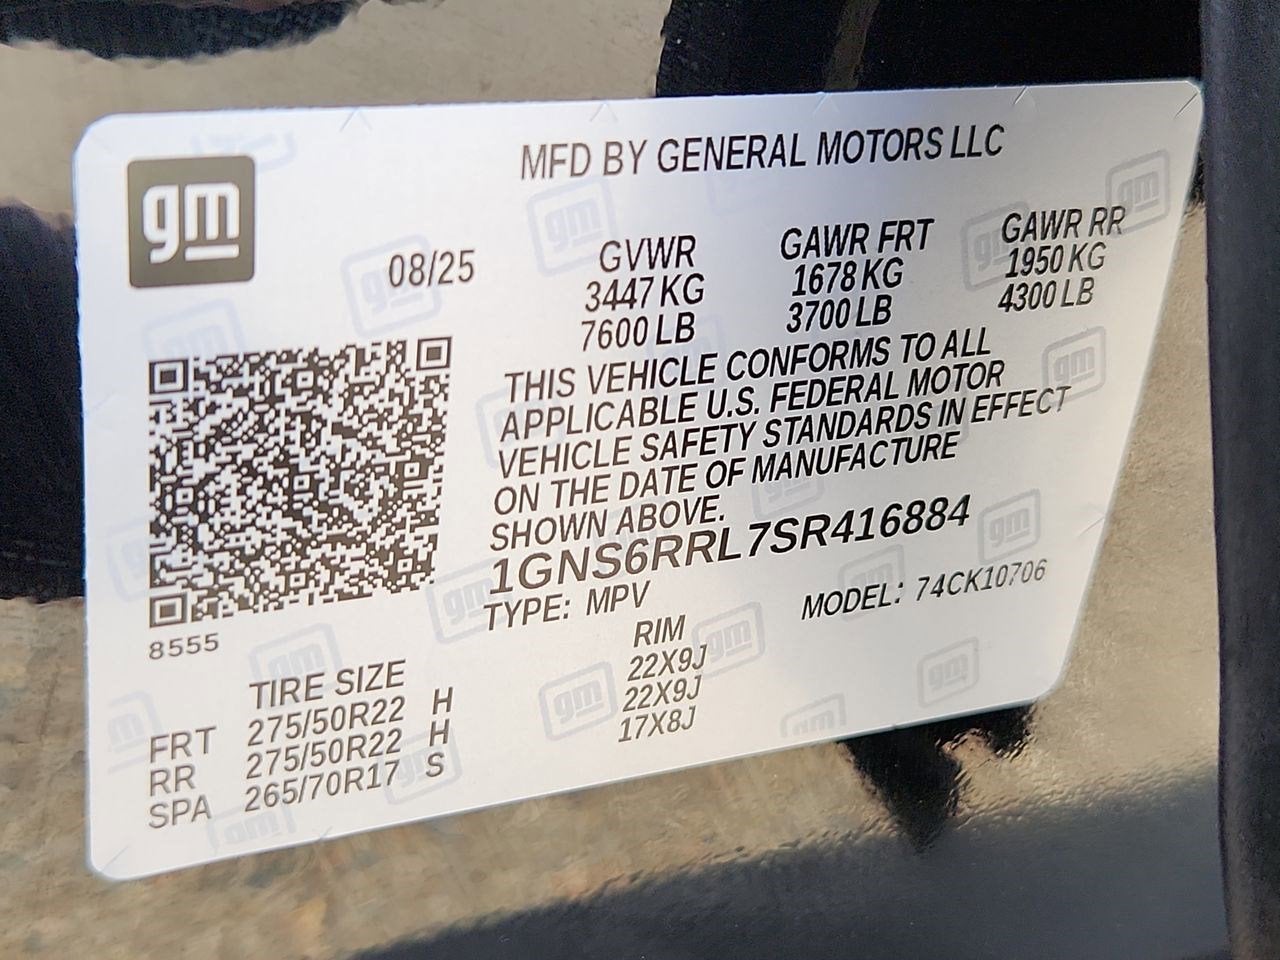 gm
MFD BY GENERAL MOTORS LLC
08/25
GVWR GAWR FRT GAWR RR
3447 KG 1678 KG 1950 KG
7600 LB 3700 LB 4300 LB
THIS VEHICLE CONFORMS TO ALL
APPLICABLE U.S. FEDERAL MOTOR
VEHICLE SAFETY STANDARDS IN EFFECT
ON THE DATE OF MANUFACTURE
SHOWN ABOVE.
1GNS6RRL7SR416884
TYPE: MPV MODEL: 74CK10706
8555
TIRE SIZE RIM
FRT 275/50R22 H 22X9J
RR 275/50R22 H 22X9J
SPA 265/70R17 S 17X8J